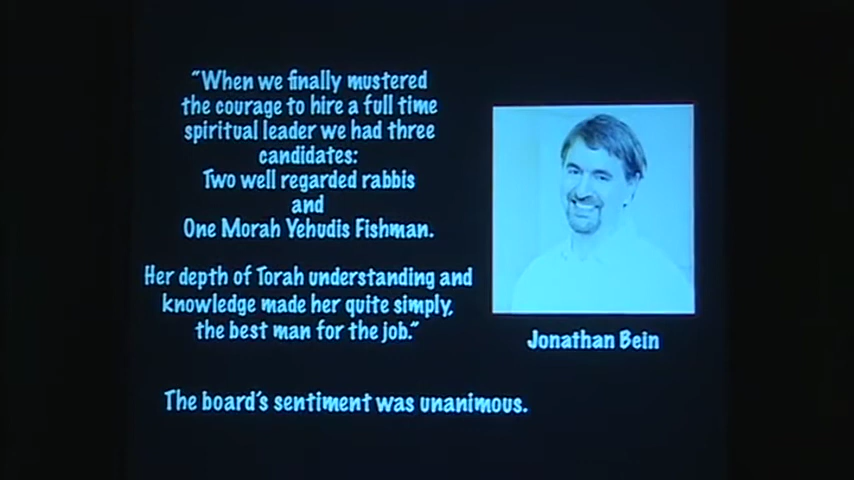 "When we finally mustered
the courage to hire a full time
spiritual leader we had three
candidates:
Two well regarded rabbis
and
One Morah Yehudis Fishman.
Her depth of Torah understanding and
knowledge made her quite simply,
the best man for the job."
Jonathan Bein
The board's sentiment was unanimous.